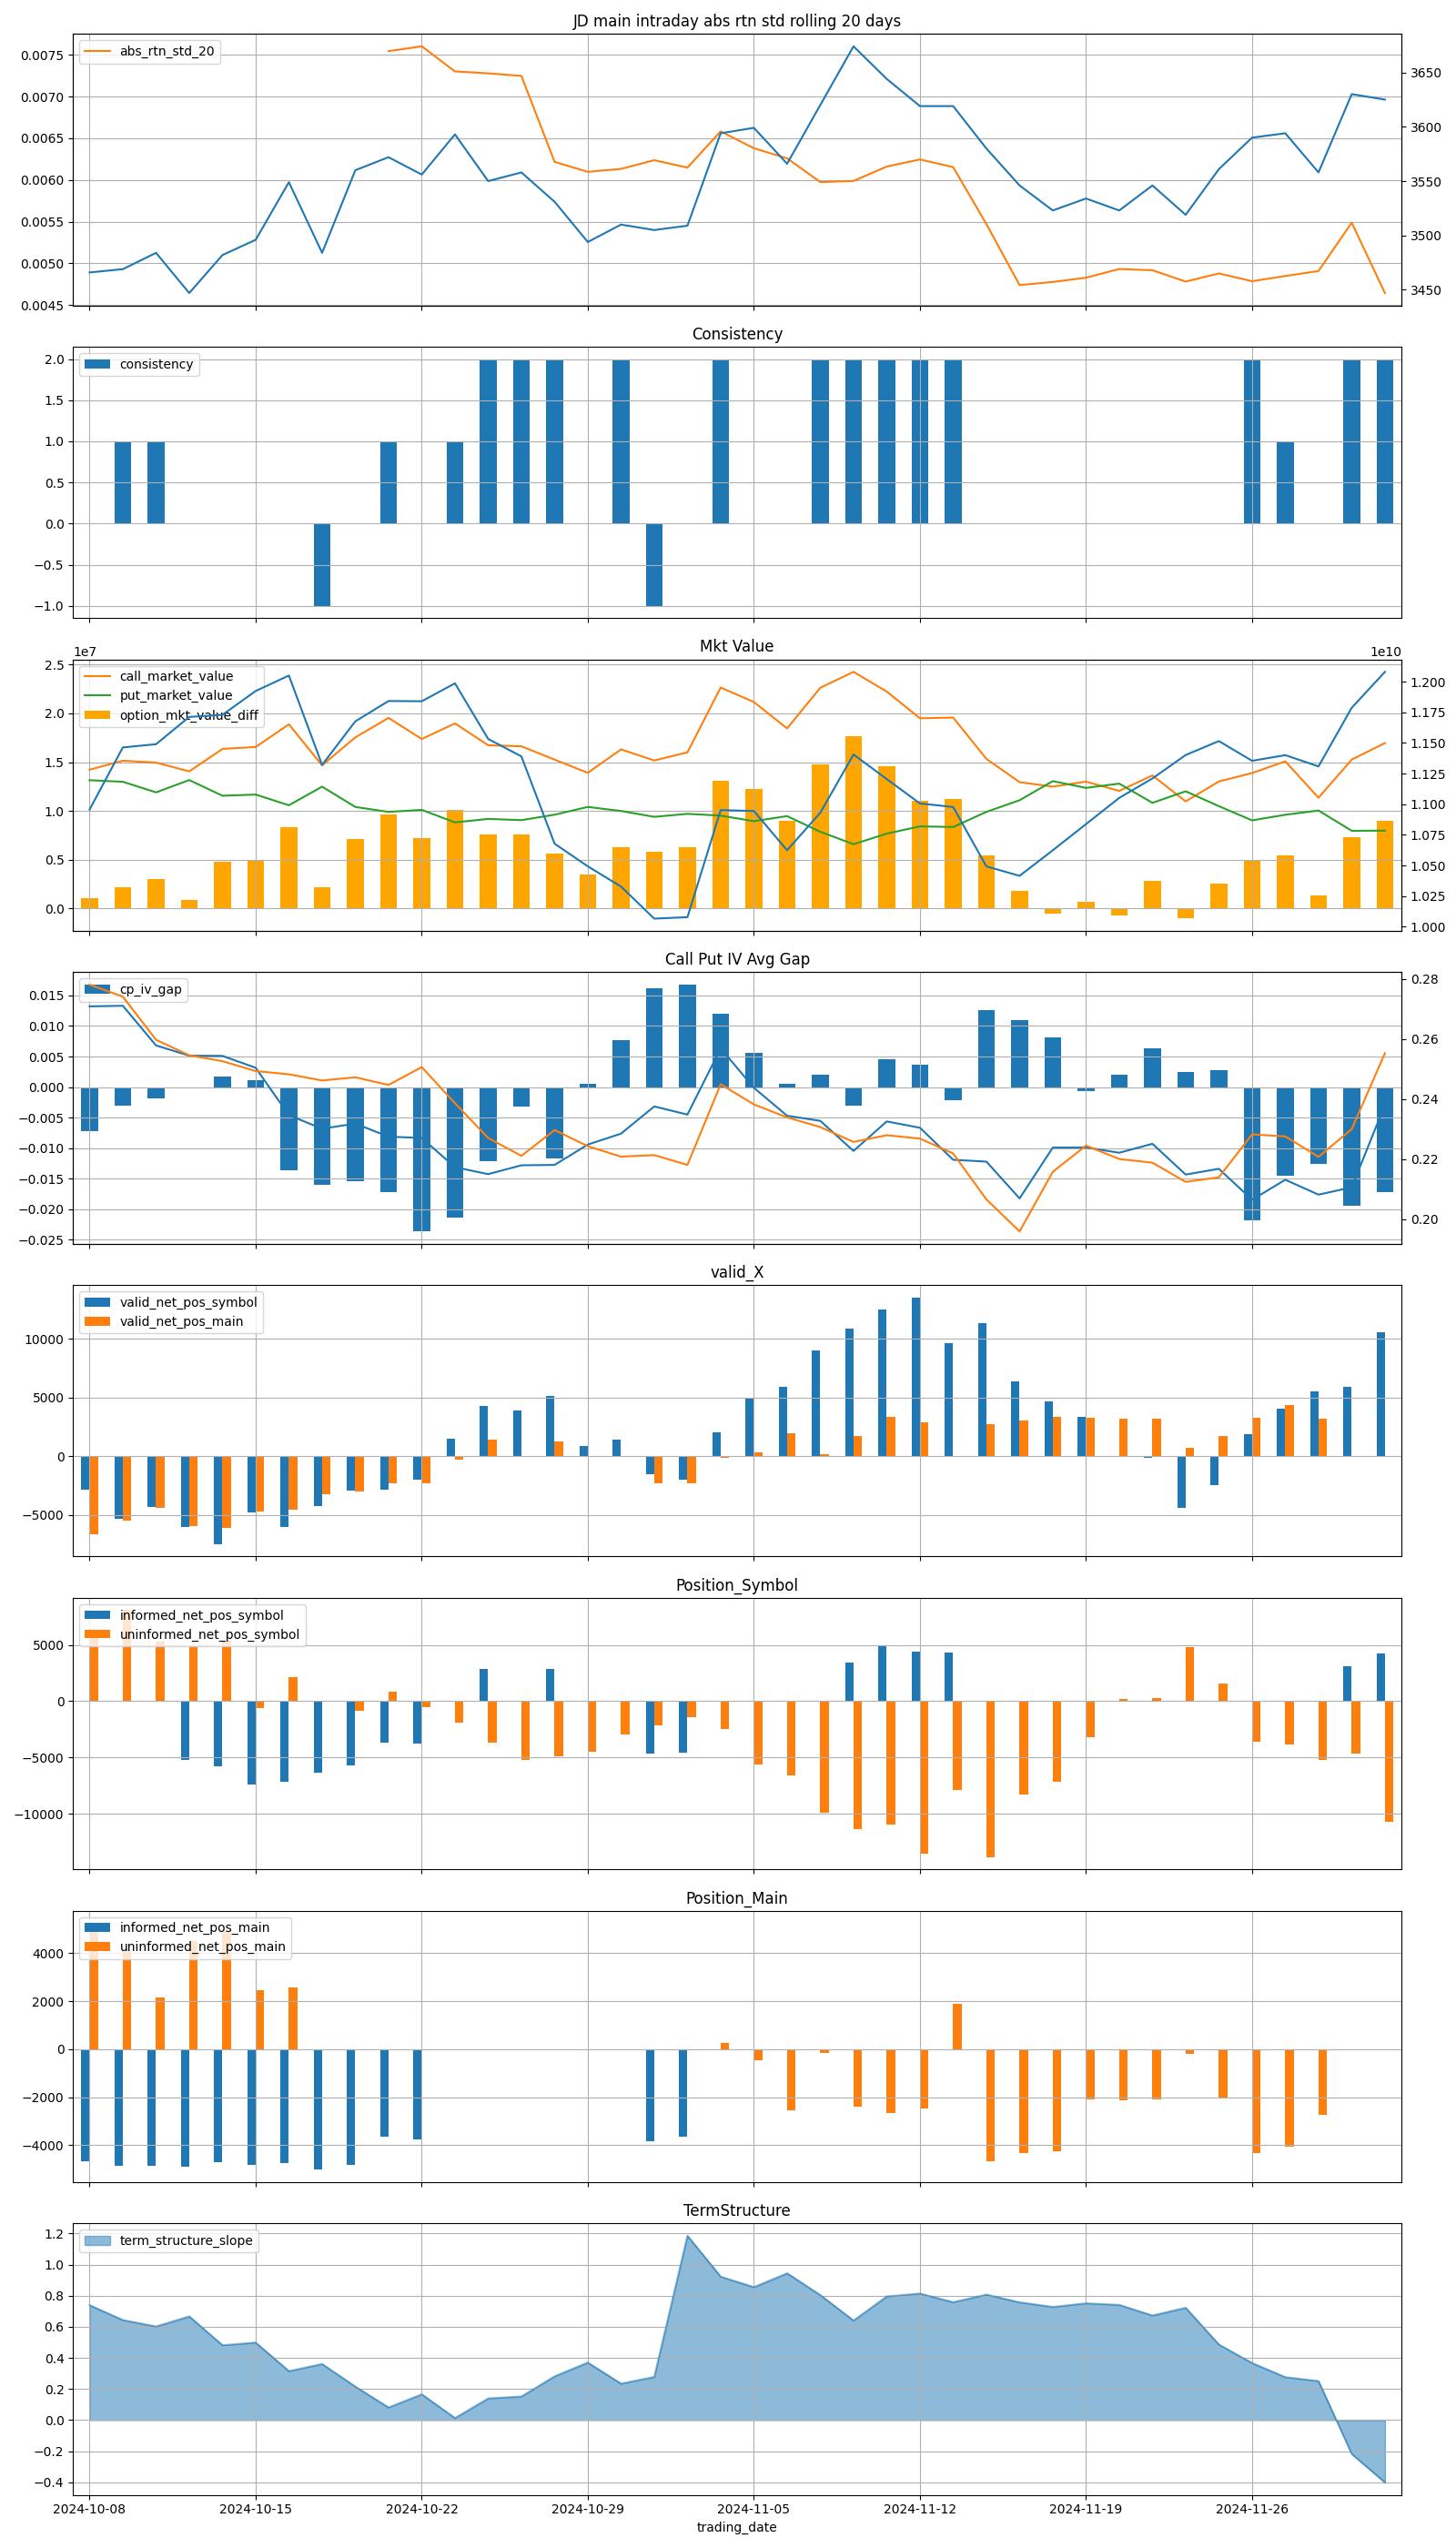 JD main intraday abs rtn std rolling 20 days
abs_rtn_std_20
0.0075
0.0070
0.0065
0.0060
0.0055
0.0050
0.0045
3650
3600
3550
3500
3450
Consistency
consistency
2.0
1.5
1.0
0.5
0.0
−0.5
−1.0
Mkt Value
1e7
1e10
call_market_value
put_market_value
option_mkt_value_diff
2.5
2.0
1.5
1.0
0.5
0.0
1.200
1.175
1.150
1.125
1.100
1.075
1.050
1.025
1.000
Call Put IV Avg Gap
cp_iv_gap
0.015
0.010
0.005
0.000
−0.005
−0.010
−0.015
−0.020
−0.025
0.28
0.26
0.24
0.22
0.20
valid_X
valid_net_pos_symbol
valid_net_pos_main
10000
5000
0
−5000
Position_Symbol
informed_net_pos_symbol
uninformed_net_pos_symbol
5000
0
−5000
−10000
Position_Main
informed_net_pos_main
uninformed_net_pos_main
4000
2000
0
−2000
−4000
TermStructure
term_structure_slope
1.2
1.0
0.8
0.6
0.4
0.2
0.0
−0.2
−0.4
2024-10-08 2024-10-15 2024-10-22 2024-10-29 2024-11-05 2024-11-12 2024-11-19 2024-11-26
trading_date